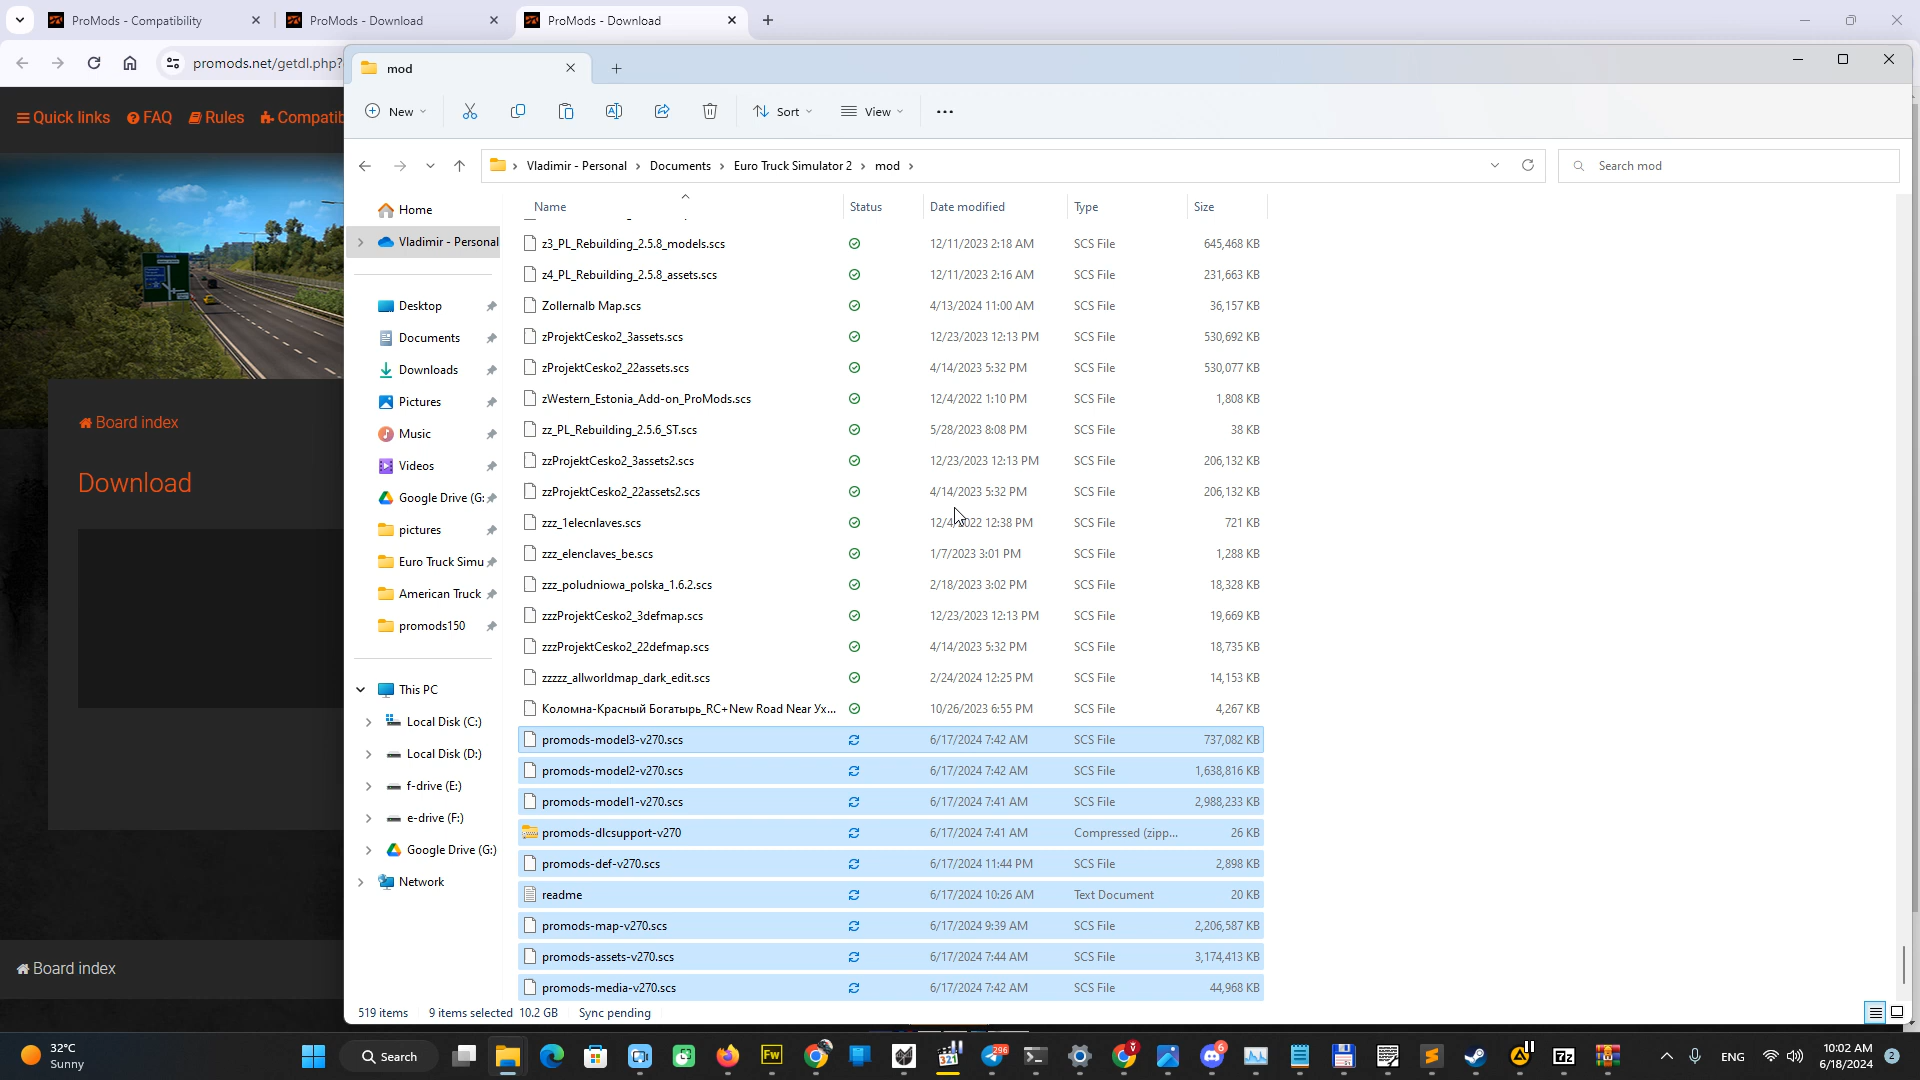 ProMods - Compatibility
ProMods - Download
ProMods - Download
promods.net/getdl.php?
Quick links
FAQ
Rules
Compatib
Board index
Download
Board index
mod
New
Sort
View
Vladimir - Personal > Documents > Euro Truck Simulator 2 > mod >
Search mod
Home
Vladimir - Personal
Desktop
Documents
Downloads
Pictures
Music
Videos
Google Drive (G:
pictures
Euro Truck Simu
American Truck
promods150
This PC
Local Disk (C:)
Local Disk (D:)
f-drive (E:)
e-drive (F:)
Google Drive (G:)
Network
Name Status Date modified Type Size
z3_PL_Rebuilding_2.5.8_models.scs 12/11/2023 2:18 AM SCS File 645,468 KB
z4_PL_Rebuilding_2.5.8_assets.scs 12/11/2023 2:16 AM SCS File 231,663 KB
Zollernalb Map.scs 4/13/2024 11:00 AM SCS File 36,157 KB
zProjektCesko2_3assets.scs 12/23/2023 12:13 PM SCS File 530,692 KB
zProjektCesko2_22assets.scs 4/14/2023 5:32 PM SCS File 530,077 KB
zWestern_Estonia_Add-on_ProMods.scs 12/4/2022 1:10 PM SCS File 1,808 KB
zz_PL_Rebuilding_2.5.6_ST.scs 5/28/2023 8:08 PM SCS File 38 KB
zzProjektCesko2_3assets2.scs 12/23/2023 12:13 PM SCS File 206,132 KB
zzProjektCesko2_22assets2.scs 4/14/2023 5:32 PM SCS File 206,132 KB
zzz_1elecnlaves.scs 12/4/2022 12:38 PM SCS File 721 KB
zzz_elenclaves_be.scs 1/7/2023 3:01 PM SCS File 1,288 KB
zzz_poludniowa_polska_1.6.2.scs 2/18/2023 3:02 PM SCS File 18,328 KB
zzzProjektCesko2_3defmap.scs 12/23/2023 12:13 PM SCS File 19,669 KB
zzzProjektCesko2_22defmap.scs 4/14/2023 5:32 PM SCS File 18,735 KB
zzzzz_allworldmap_dark_edit.scs 2/24/2024 12:25 PM SCS File 14,153 KB
Коломна-Красный Богатырь_RC+New Road Near Ух... 10/26/2023 6:55 PM SCS File 4,267 KB
promods-model3-v270.scs 6/17/2024 7:42 AM SCS File 737,082 KB
promods-model2-v270.scs 6/17/2024 7:42 AM SCS File 1,638,816 KB
promods-model1-v270.scs 6/17/2024 7:41 AM SCS File 2,988,233 KB
promods-dlcsupport-v270 6/17/2024 7:41 AM Compressed (zipp... 26 KB
promods-def-v270.scs 6/17/2024 11:44 PM SCS File 2,898 KB
readme 6/17/2024 10:26 AM Text Document 20 KB
promods-map-v270.scs 6/17/2024 9:39 AM SCS File 2,206,587 KB
promods-assets-v270.scs 6/17/2024 7:44 AM SCS File 3,174,413 KB
promods-media-v270.scs 6/17/2024 7:42 AM SCS File 44,968 KB
519 items 9 items selected 10.2 GB Sync pending
32°C
Sunny
Search
Fw
321
296
6
7z
ENG
10:02 AM
6/18/2024
2